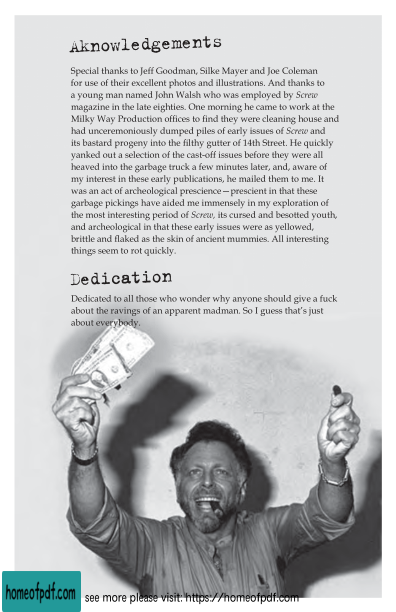 Aknowledgements
Special thanks to Jeff Goodman, Silke Mayer and Joe Coleman
for use of their excellent photos and illustrations. And thanks to
a young man named John Walsh who was employed by Screw
magazine in the late eighties. One morning he came to work at the
Milky Way Production offices to find they were cleaning house and
had unceremoniously dumped piles of early issues of Screw and
its bastard progeny into the filthy gutter of 14th Street. He quickly
yanked out a selection of the cast-off issues before they were all
heaved into the garbage truck a few minutes later, and, aware of
my interest in these early publications, he mailed them to me. It
was an act of archeological prescience—prescient in that these
garbage pickings have aided me immensely in my exploration of
the most interesting period of Screw, its cursed and besotted youth,
and archeological in that these early issues were as yellowed,
brittle and flaked as the skin of ancient mummies. All interesting
things seem to rot quickly.
Dedication
Dedicated to all those who wonder why anyone should give a fuck
about the ravings of an apparent madman. So I guess that's just
about everybody.
homeofpdf.com
see more please visit: https://homeofpdf.com